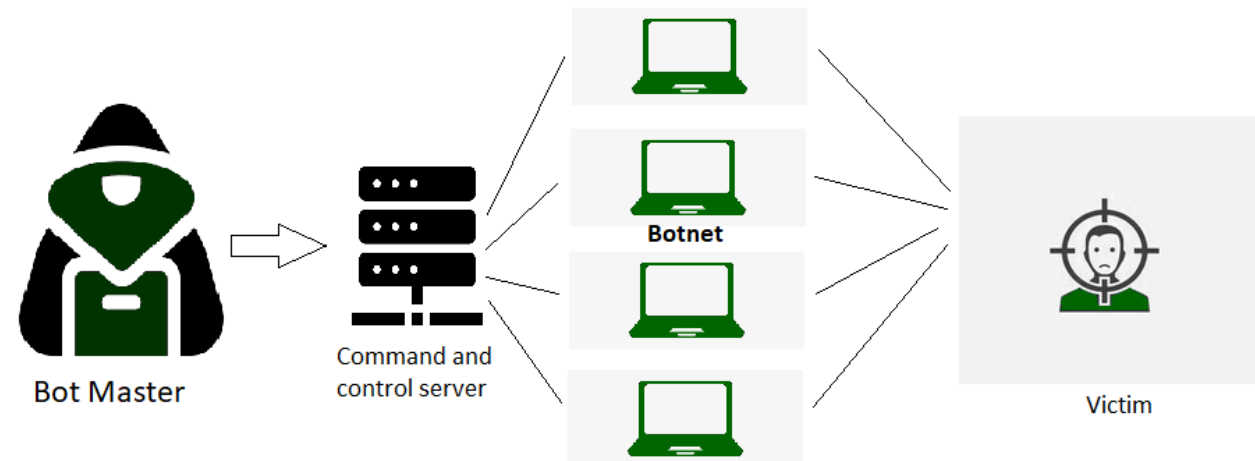 Bot Master
Command and
control server
Botnet
Victim